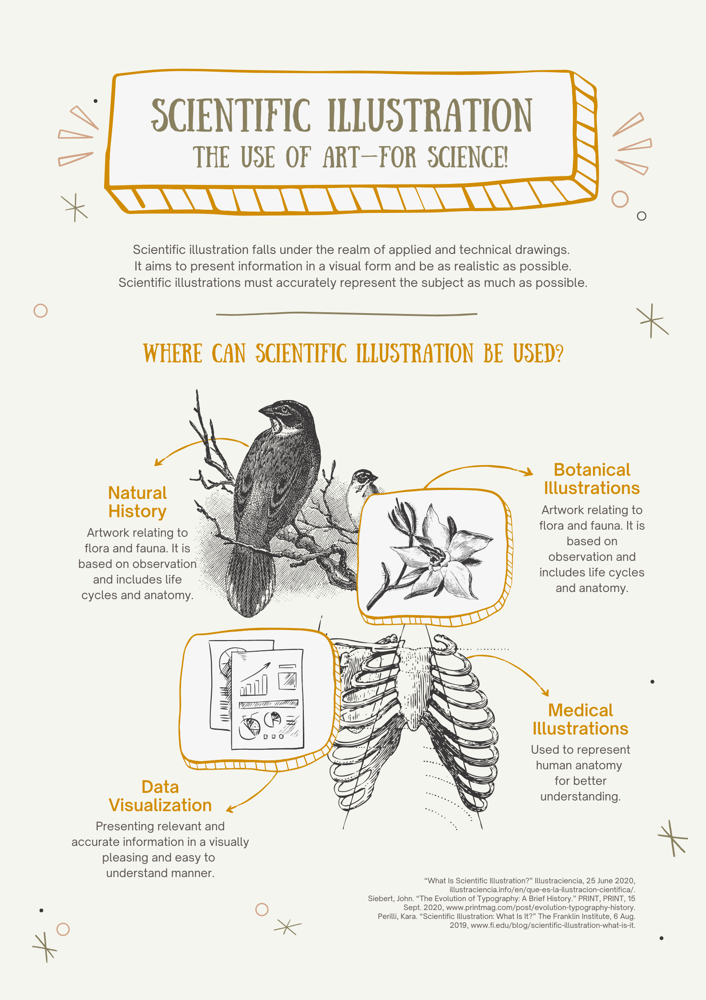 SCIENTIFIC ILLUSTRATION
THE USE OF ART—FOR SCIENCE!
Scientific illustration falls under the realm of applied and technical drawings.
It aims to present information in a visual form and be as realistic as possible.
Scientific illustrations must accurately represent the subject as much as possible.
WHERE CAN SCIENTIFIC ILLUSTRATION BE USED?
Natural
History
Artwork relating to
flora and fauna. It is
based on observation
and includes life
cycles and anatomy.
Botanical
Illustrations
Artwork relating to
flora and fauna. It is
based on
observation and
includes life cycles
and anatomy.
Medical
Illustrations
Used to represent
human anatomy
for better
understanding.
Data
Visualization
Presenting relevant and
accurate information in a visually
pleasing and easy to
understand manner.
“What Is Scientific Illustration?” Illustraciencia, 25 June 2020,
illustraciencia.info/en/que-es-la-ilustracion-cientifica/.
Siebert, John. “The Evolution of Typography: A Brief History.” PRINT, PRINT, 15
Sept. 2020, www.printmag.com/post/evolution-typography-history.
Perilli, Kara. “Scientific Illustration: What Is It?” The Franklin Institute, 6 Aug.
2019, www.fi.edu/blog/scientific-illustration-what-is-it.